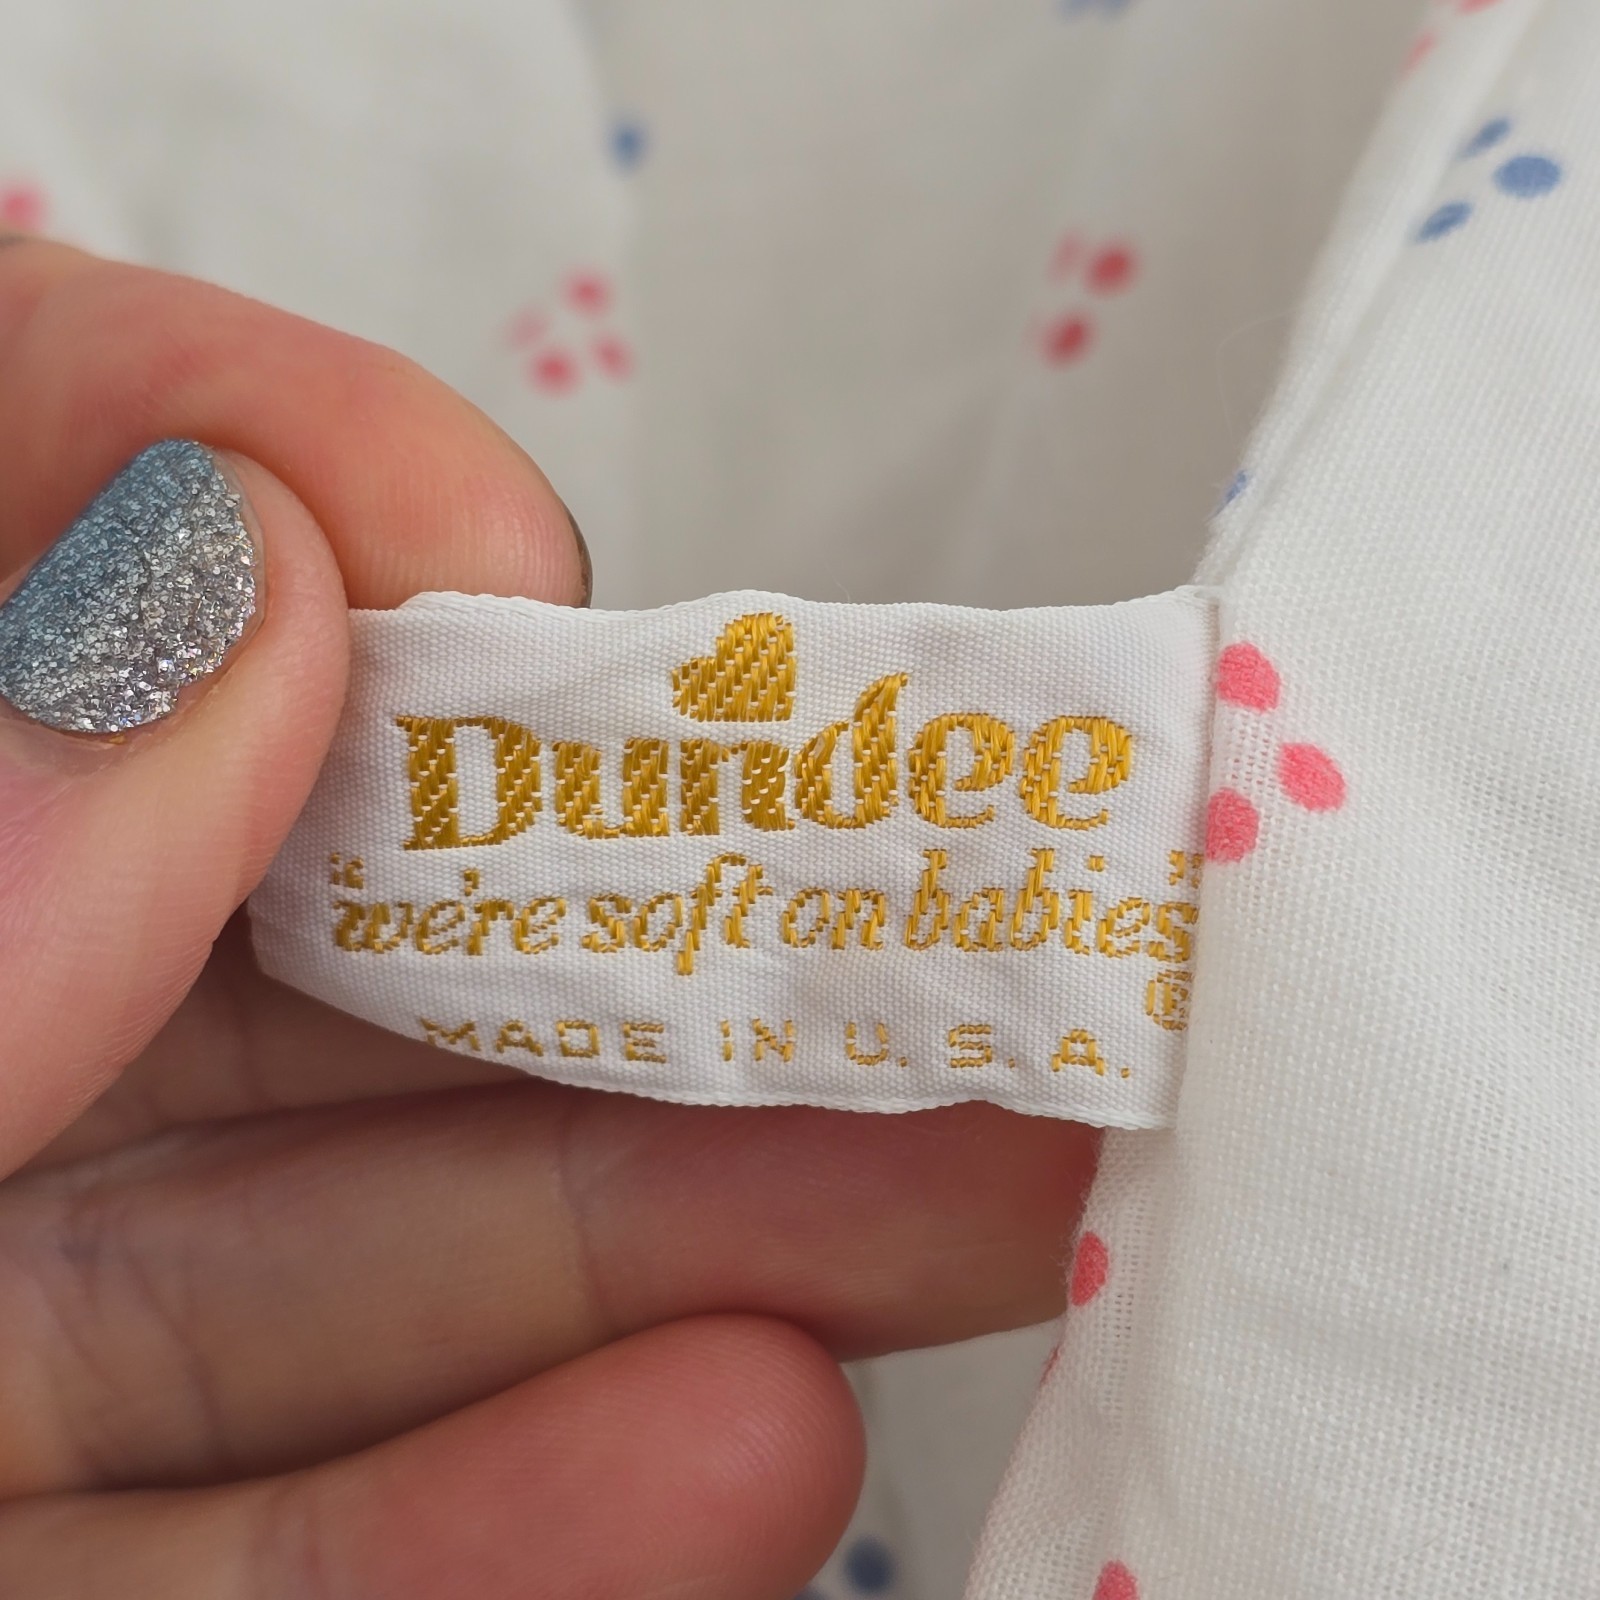 Dundee
"we're soft on babies"
®
MADE IN U.S.A.